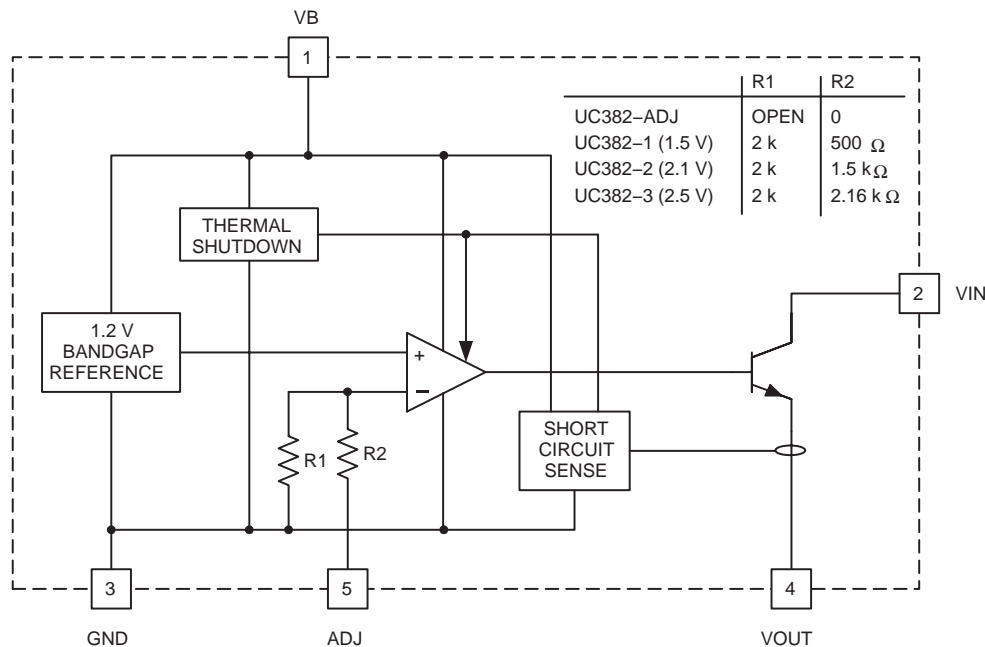 VB
1
R1 R2
UC382–ADJ OPEN 0
UC382–1 (1.5 V) 2 k 500 Ω
UC382–2 (2.1 V) 2 k 1.5 kΩ
UC382–3 (2.5 V) 2 k 2.16 kΩ
THERMAL
SHUTDOWN
2 VIN
1.2 V
BANDGAP
REFERENCE
+
–
SHORT
CIRCUIT
SENSE
R1 R2
3 5 4
GND ADJ VOUT